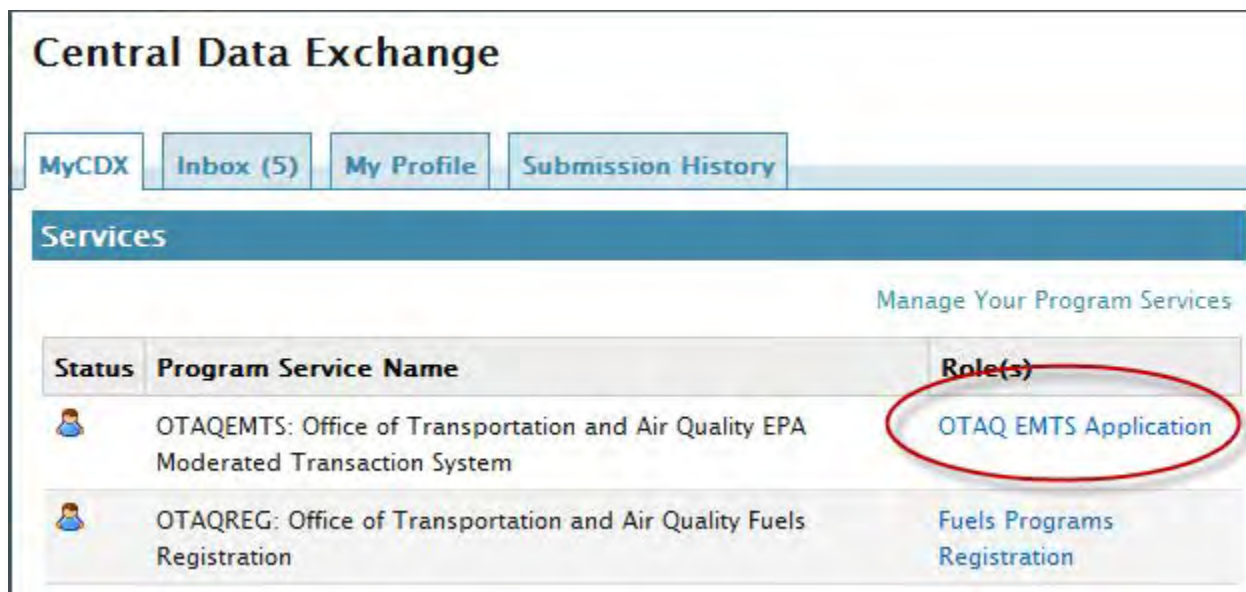 Central Data Exchange
MyCDX Inbox (5) My Profile Submission History
Services
Manage Your Program Services
Status Program Service Name Role(s)
OTAQEMTS: Office of Transportation and Air Quality EPA OTAQ EMTS Application
Moderated Transaction System
OTAQREG: Office of Transportation and Air Quality Fuels Fuels Programs
Registration Registration